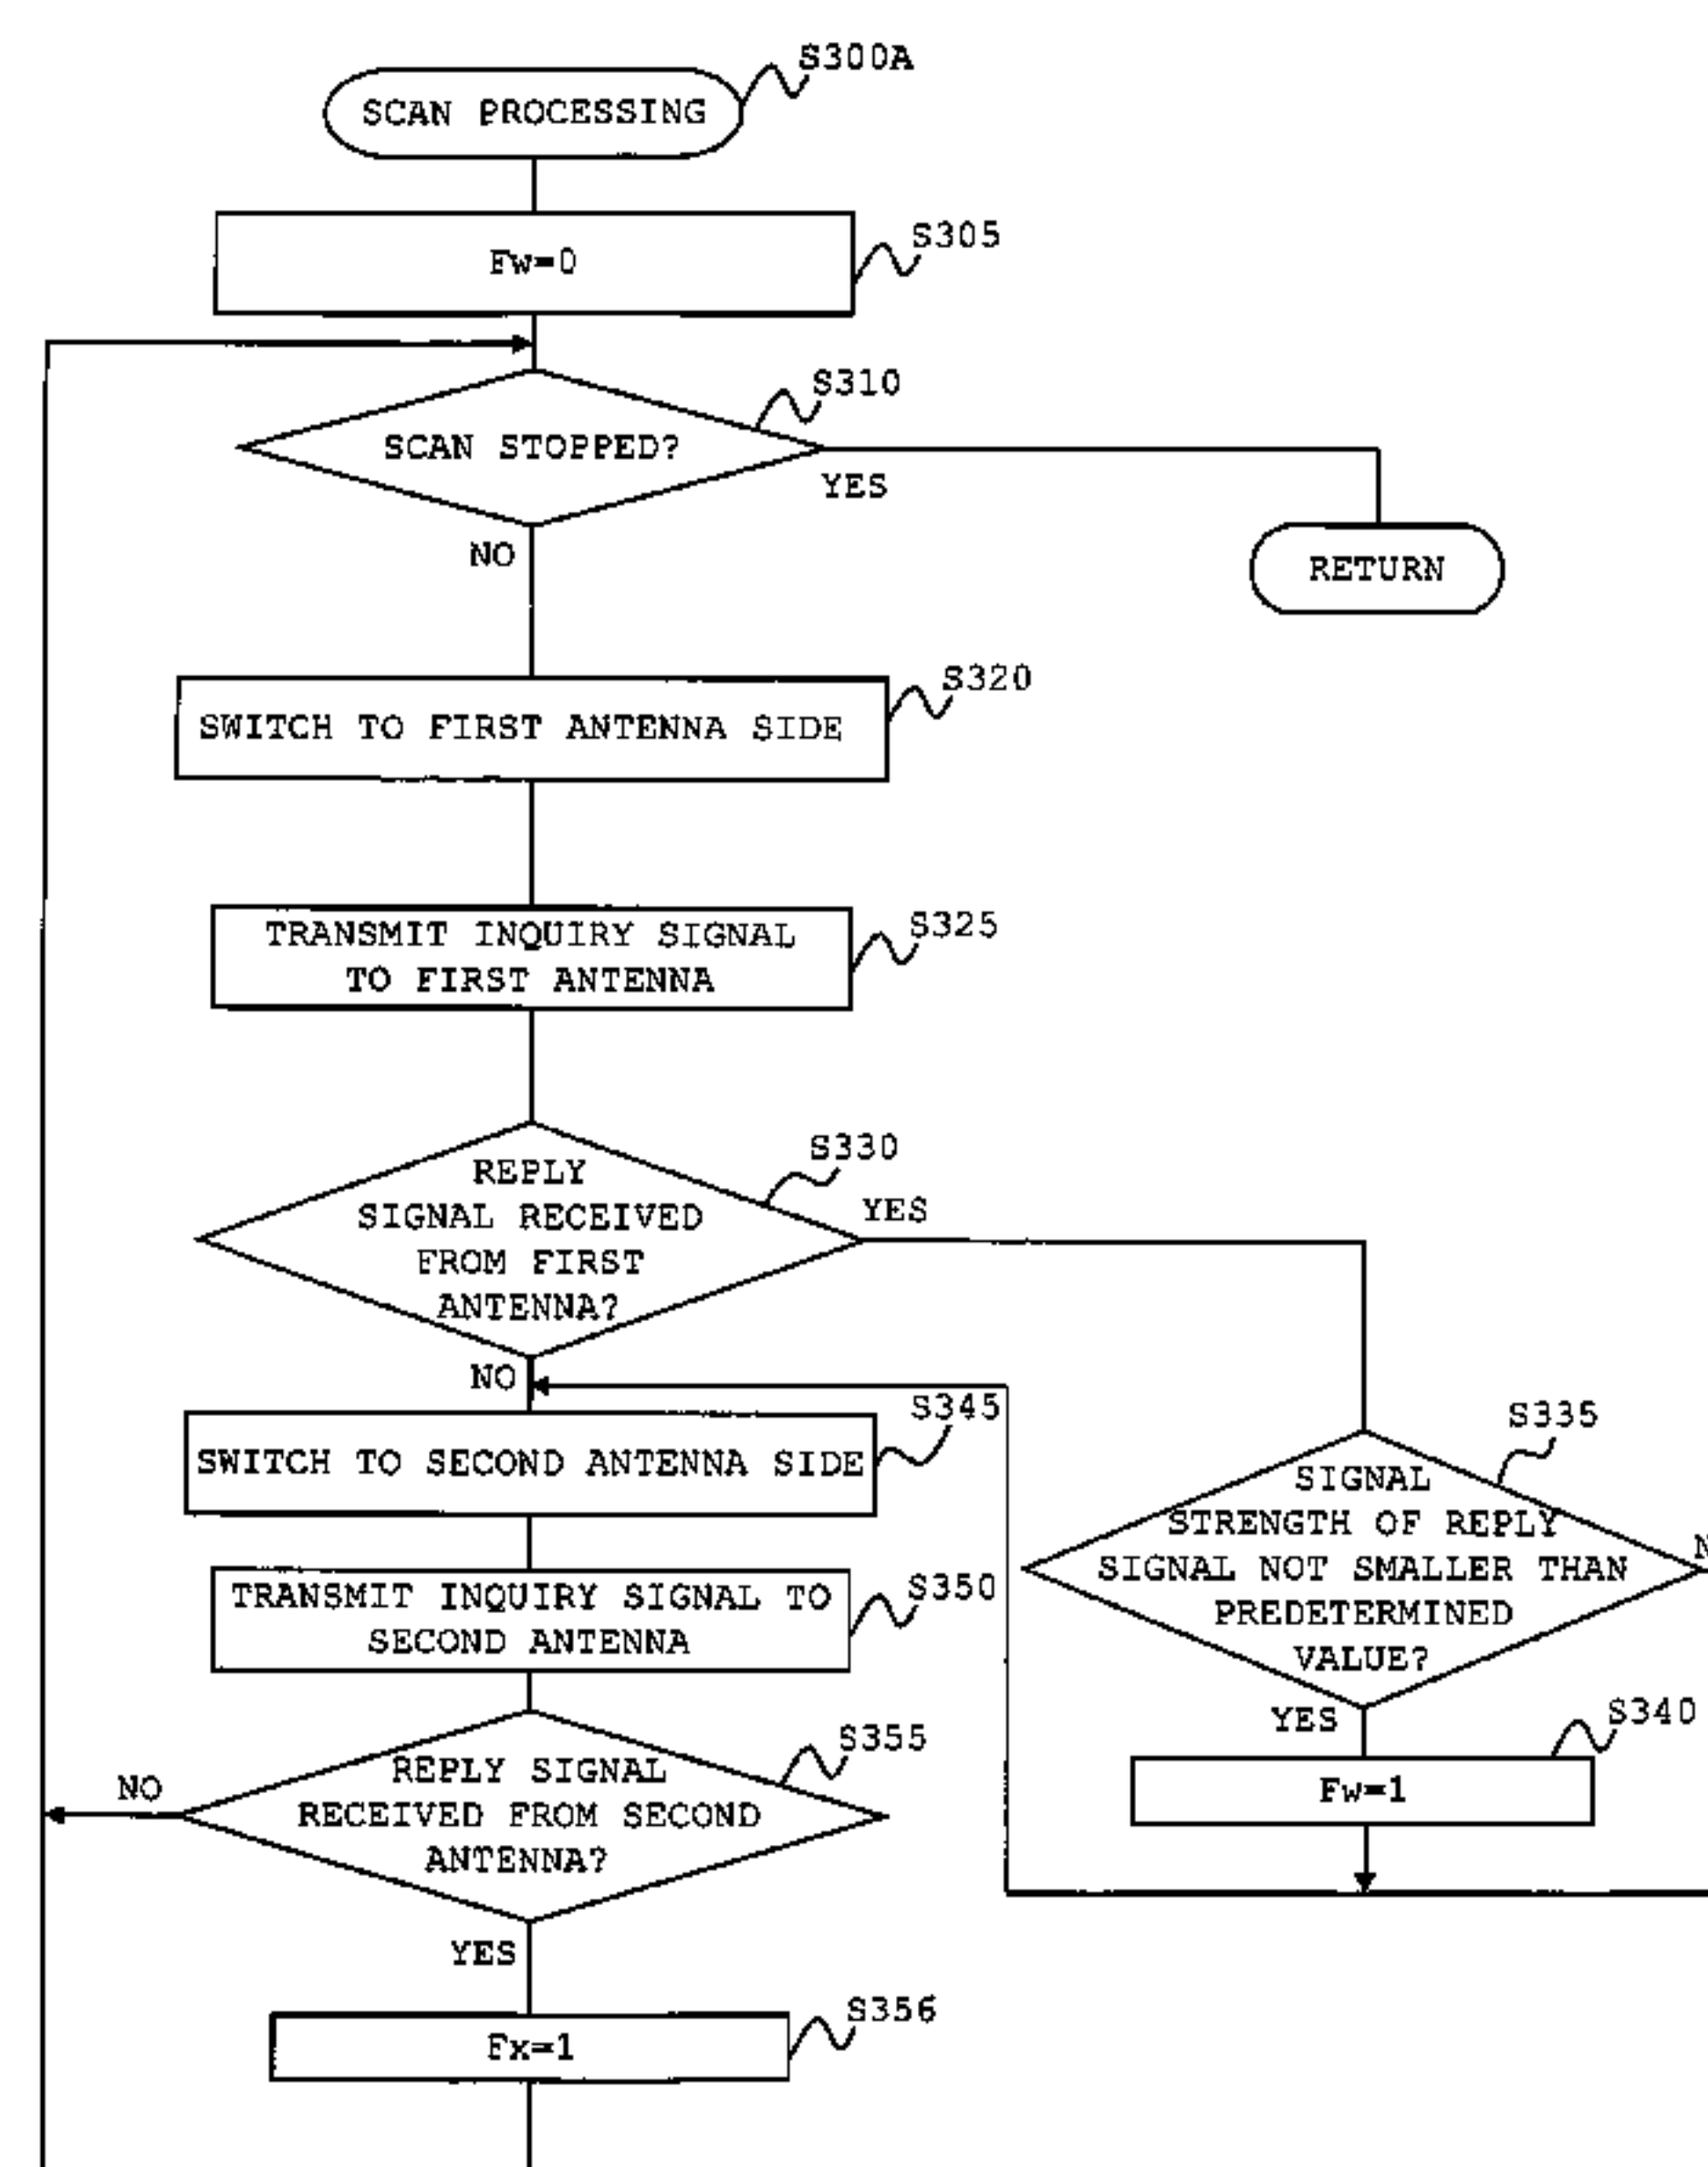 S300A
SCAN PROCESSING
S305
Fw=0
S310
SCAN STOPPED?
YES
NO
RETURN
S320
SWITCH TO FIRST ANTENNA SIDE
S325
TRANSMIT INQUIRY SIGNAL
TO FIRST ANTENNA
S330
REPLY
SIGNAL RECEIVED
FROM FIRST
ANTENNA?
YES
NO
S345
SWITCH TO SECOND ANTENNA SIDE
S335
SIGNAL
STRENGTH OF REPLY
SIGNAL NOT SMALLER THAN
PREDETERMINED
VALUE?
YES
S340
Fw=1
S350
TRANSMIT INQUIRY SIGNAL TO
SECOND ANTENNA
S355
REPLY SIGNAL
RECEIVED FROM SECOND
ANTENNA?
NO
YES
S356
Fx=1